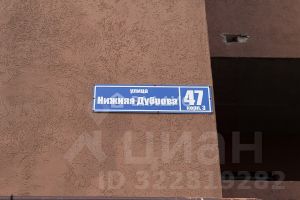 улица
Нижняя Дуброва
47
корп. 3
ЦИАН
ID 322819282